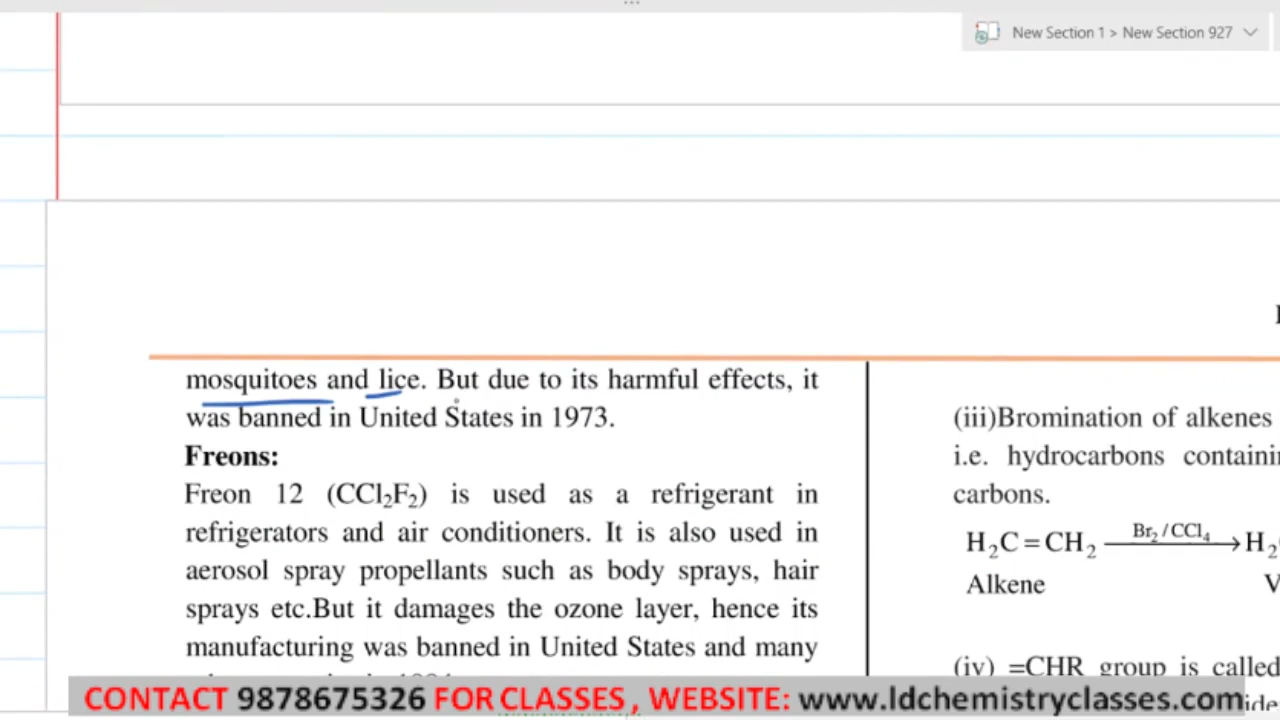 New Section 1 > New Section 927
mosquitoes and lice. But due to its harmful effects, it
was banned in United States in 1973.
Freons:
Freon 12 (CCl₂F₂) is used as a refrigerant in
refrigerators and air conditioners. It is also used in
aerosol spray propellants such as body sprays, hair
sprays etc.But it damages the ozone layer, hence its
manufacturing was banned in United States and many
(iii)Bromination of alkenes
i.e. hydrocarbons
carbons.
H₂C=CH₂ Br₂/CCl₄
Alkene
(iv) =CHR group is called
CONTACT 9878675326 FOR CLASSES , WEBSITE: www.ldchemistryclasses.com